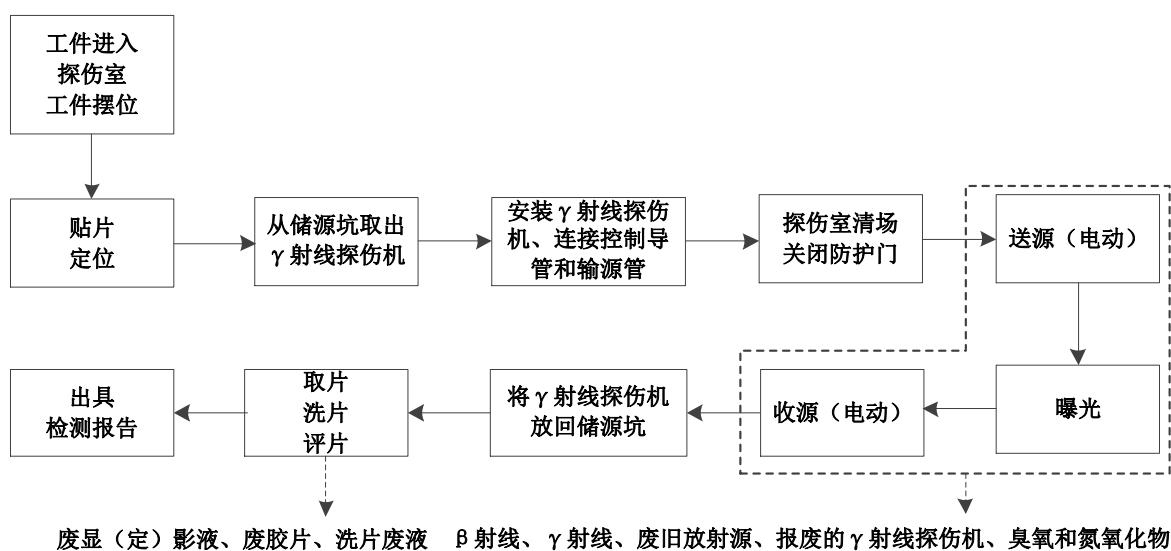 工件进入
探伤室
工件摆位
贴片
定位
从储源坑取出
γ射线探伤机
安装γ射线探伤
机、连接控制导
管和输源管
探伤室清场
关闭防护门
送源（电动）
曝光
收源（电动）
将γ射线探伤机
放回储源坑
取片
洗片
评片
出具
检测报告
废显（定）影液、废胶片、洗片废液
β射线、γ射线、废旧放射源、报废的γ射线探伤机、臭氧和氮氧化物